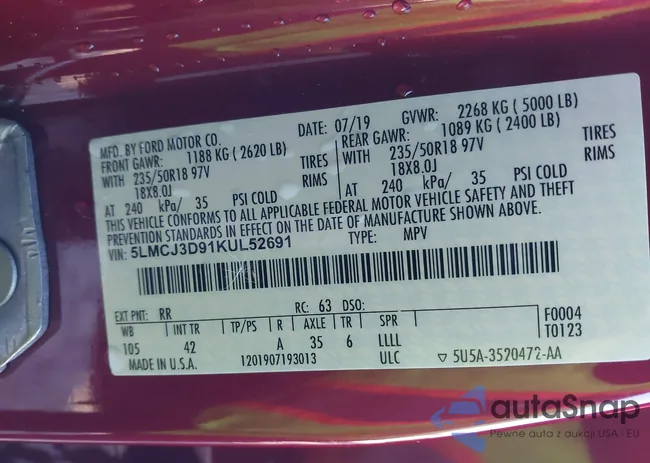 MFD. BY FORD MOTOR CO.
DATE: 07/19 GVWR: 2268 KG ( 5000 LB)
FRONT GAWR: 1188 KG ( 2620 LB) REAR GAWR: 1089 KG ( 2400 LB)
WITH 235/50R18 97V TIRES WITH 235/50R18 97V TIRES
18X8.0J RIMS 18X8.0J RIMS
AT 240 kPa/ 35 PSI COLD AT 240 kPa/ 35 PSI COLD
THIS VEHICLE CONFORMS TO ALL APPLICABLE FEDERAL MOTOR VEHICLE SAFETY AND THEFT
PREVENTION STANDARDS IN EFFECT ON THE DATE OF MANUFACTURE SHOWN ABOVE.
VIN: 5LMCJ3D91KUL52691 TYPE: MPV
EXT PNT: RR RC: 63 DSO: F0004
WB INT TR TP/PS R AXLE TR SPR T0123
105 42 A 35 6 LLLL
MADE IN U.S.A. 1201907193013 ULC ▽ 5U5A-3520472-AA
autoSnap
Pewne auta z aukcji USA i EU